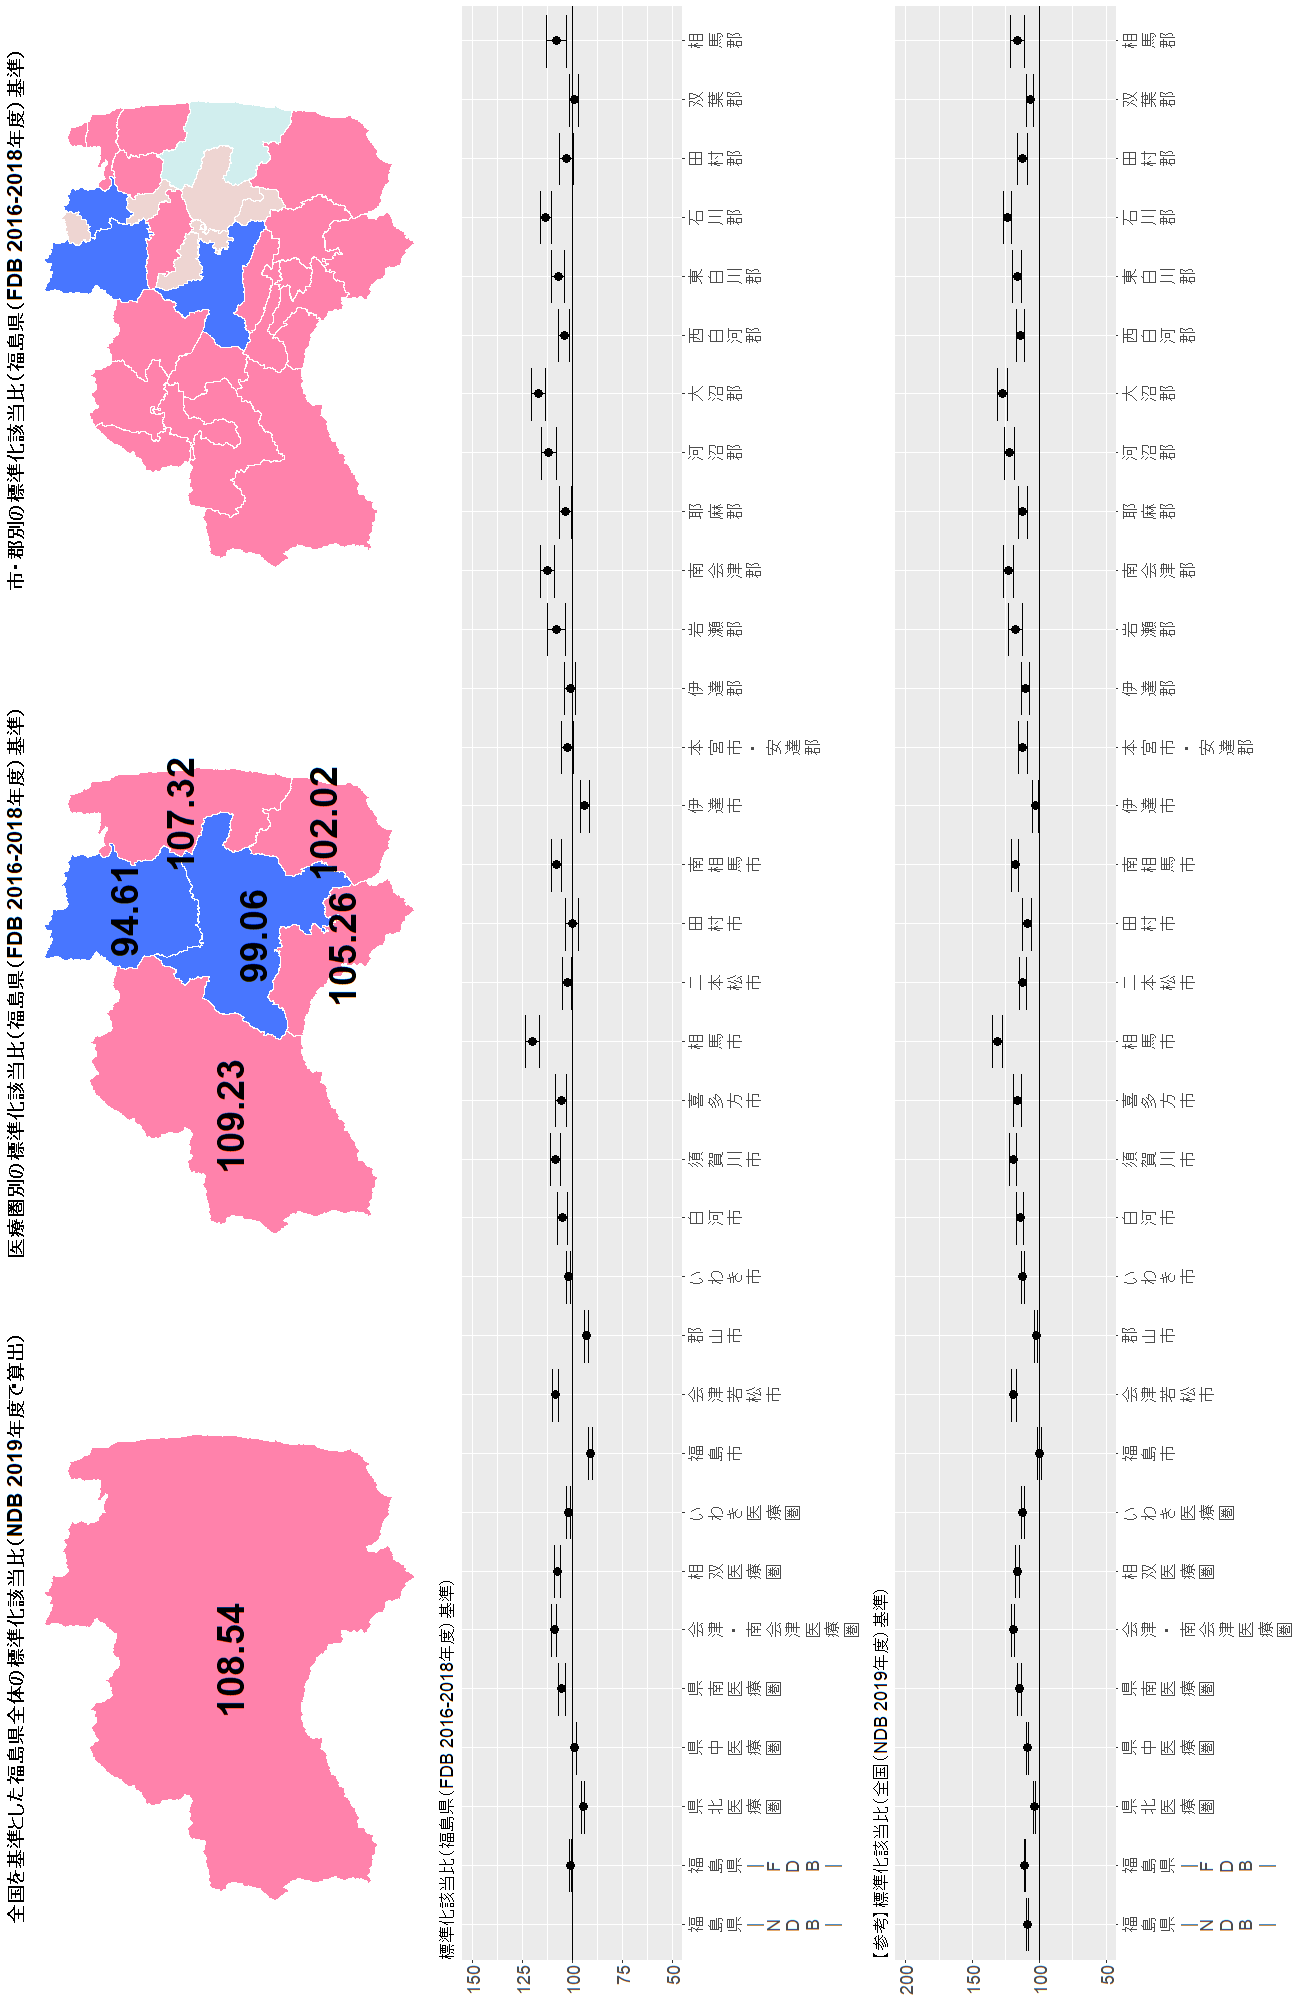 全国を基準とした福島県全体の標準化該当比(NDB 2019年度で算出)
108.54
医療圏別の標準化該当比(福島県(FDB 2016-2018年度)基準)
94.61
107.32
99.06
109.23
102.02
105.26
市・郡別の標準化該当比(福島県(FDB 2016-2018年度)基準)
標準化該当比(福島県(FDB 2016-2018年度)基準)
150
125
100
75
50
福島県(NDB)
福島県(FDB)
県北医療圏
県中医療圏
県南医療圏
会津・南会津医療圏
相双医療圏
いわき医療圏
福島市
会津若松市
郡山市
いわき市
白河市
須賀川市
喜多方市
相馬市
二本松市
田村市
南相馬市
伊達市
本宮市・安達郡
伊達郡
岩瀬郡
南会津郡
耶麻郡
河沼郡
大沼郡
西白河郡
東白川郡
石川郡
田村郡
双葉郡
相馬郡
【参考】標準化該当比(全国(NDB 2019年度)基準)
200
150
100
50
福島県(NDB)
福島県(FDB)
県北医療圏
県中医療圏
県南医療圏
会津・南会津医療圏
相双医療圏
いわき医療圏
福島市
会津若松市
郡山市
いわき市
白河市
須賀川市
喜多方市
相馬市
二本松市
田村市
南相馬市
伊達市
本宮市・安達郡
伊達郡
岩瀬郡
南会津郡
耶麻郡
河沼郡
大沼郡
西白河郡
東白川郡
石川郡
田村郡
双葉郡
相馬郡